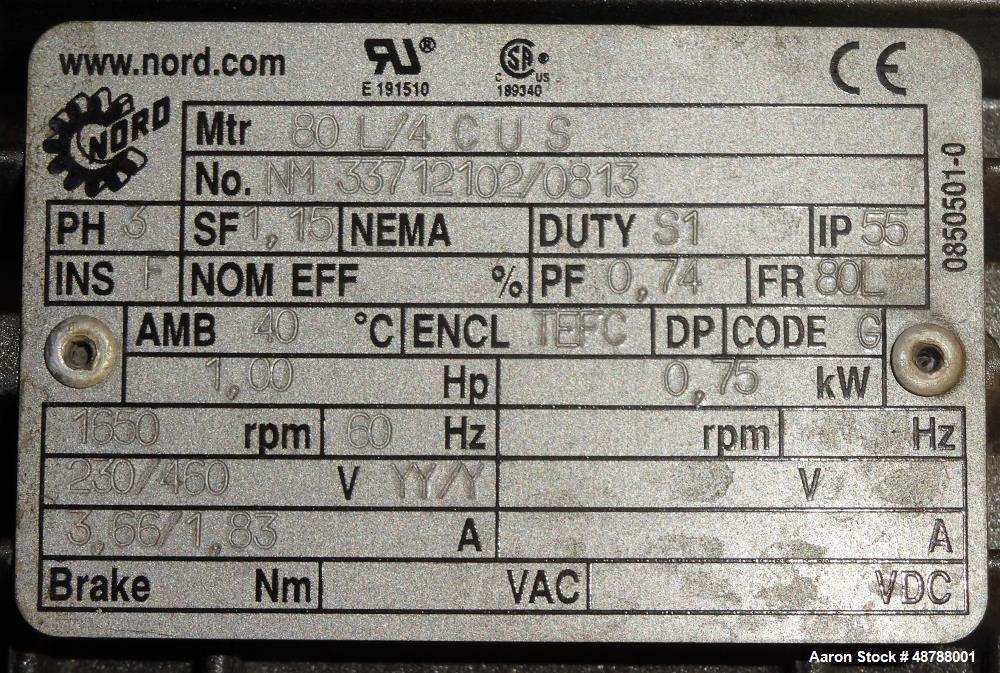 www.nord.com
RU®
E 191510
CSA ®
C US
189340
CE
NORD
Mtr 80 L/4 C U S
No. NM 33712102/0813
0850501-0
PH 3 SF 1,15 NEMA DUTY S1 IP 55
INS F NOM EFF % PF 0,74 FR 80L
AMB 40 °C ENCL TEFC DP CODE G
1,00 Hp 0,75 kW
1650 rpm 60 Hz rpm Hz
230/460 V YY/Y V
3,66/1,83 A A
Brake Nm VAC VDC
Aaron Stock # 48788001